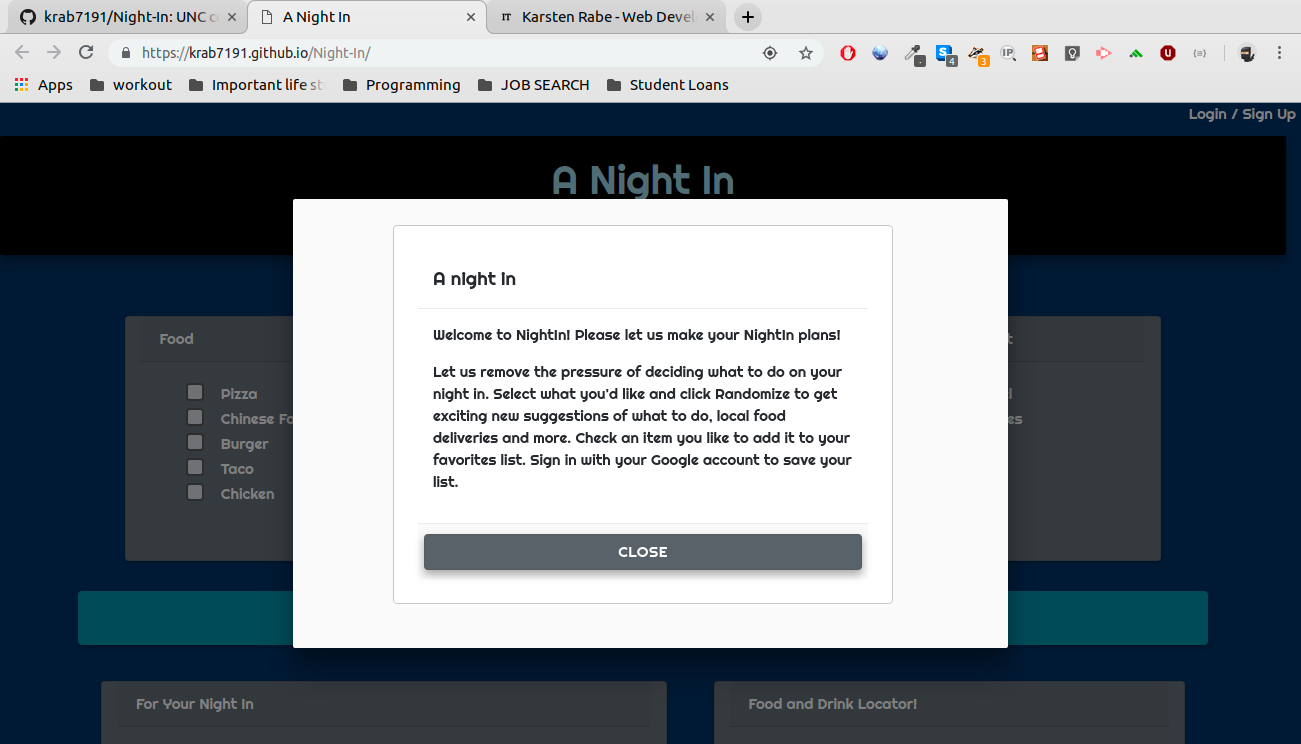 krab7191/Night-In: UNC c
A Night In
Karsten Rabe - Web Devel
https://krab7191.github.io/Night-In/
4
3
IP
Apps
workout
Important life st
Programming
JOB SEARCH
Student Loans
Login / Sign Up
A Night In
A night in
Welcome to NightIn! Please let us make your NightIn plans!
Let us remove the pressure of deciding what to do on your
night in. Select what you'd like and click Randomize to get
exciting new suggestions of what to do, local food
deliveries and more. Check an item you like to add it to your
favorites list. Sign in with your Google account to save your
list.
CLOSE
Food
Pizza
Chinese Fo
Burger
Taco
Chicken
For Your Night In
Food and Drink Locator!